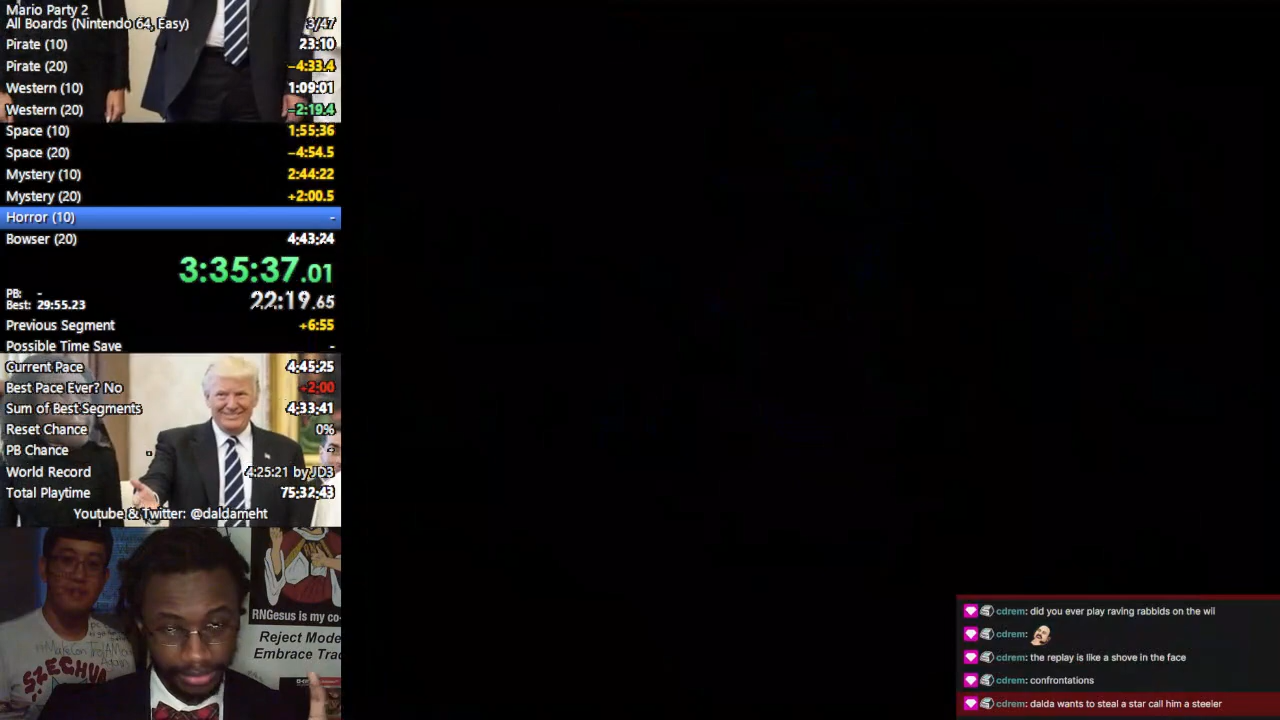 Mario Party 2
All Boards (Nintendo 64, Easy) 3/47
Pirate (10) 23:10
Pirate (20) -4:33.4
Western (10) 1:09:01
Western (20) -2:19.4
Space (10) 1:55:36
Space (20) -4:54.5
Mystery (10) 2:44:22
Mystery (20) +2:00.5
Horror (10) -
Bowser (20) 4:43:24
3:35:37.01
PB: -
Best: 29:55.23 22:19.65
Previous Segment +6:55
Possible Time Save -
Current Pace 4:45:25
Best Pace Ever? No +2:00
Sum of Best Segments 4:33:41
Reset Chance 0%
PB Chance -
World Record 4:25:21 by JD3
Total Playtime 75:32:43
Youtube & Twitter: @daldameht
RNGesus is my co-
Reject Mode
Embrace Tra
cdrem: did you ever play raving rabbids on the wii
cdrem:
cdrem: the replay is like a shove in the face
cdrem: confrontations
cdrem: dalda wants to steal a star call him a steeler